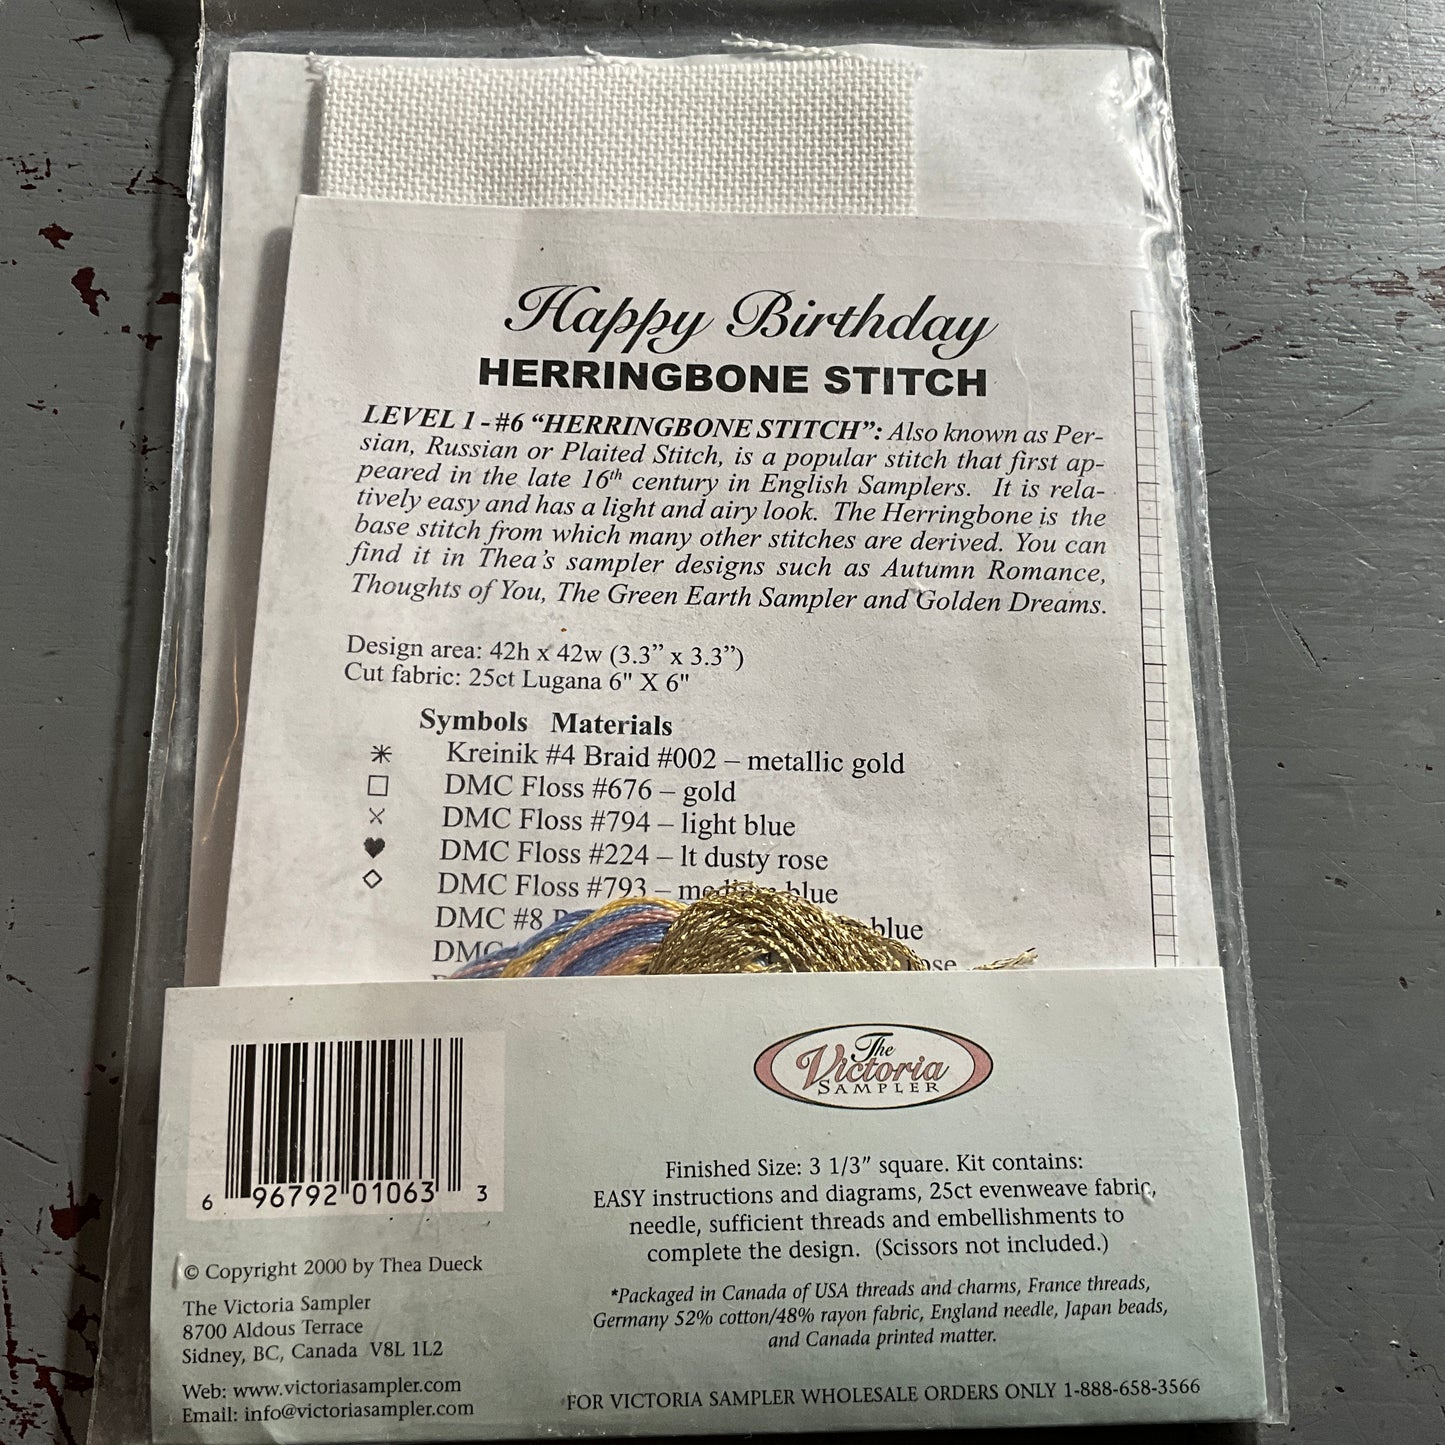 Happy Birthday
HERRINGBONE STITCH
LEVEL 1 - #6 “HERRINGBONE STITCH”: Also known as Per-
sian, Russian or Plaited Stitch, is a popular stitch that first ap-
peared in the late 16th century in English Samplers. It is rela-
tively easy and has a light and airy look. The Herringbone is the
base stitch from which many other stitches are derived. You can
find it in Thea’s sampler designs such as Autumn Romance,
Thoughts of You, The Green Earth Sampler and Golden Dreams.
Design area: 42h x 42w (3.3” x 3.3”)
Cut fabric: 25ct Lugana 6" X 6"
Symbols Materials
Kreinik #4 Braid #002 – metallic gold
DMC Floss #676 – gold
DMC Floss #794 – light blue
DMC Floss #224 – lt dusty rose
DMC Floss #793 – medium blue
DMC #8 blue
DMC
6 96792 01063 3
The
Victoria
SAMPLER
Finished Size: 3 1/3” square. Kit contains:
EASY instructions and diagrams, 25ct evenweave fabric,
needle, sufficient threads and embellishments to
complete the design. (Scissors not included.)
*Packaged in Canada of USA threads and charms, France threads,
Germany 52% cotton/48% rayon fabric, England needle, Japan beads,
and Canada printed matter.
© Copyright 2000 by Thea Dueck
The Victoria Sampler
8700 Aldous Terrace
Sidney, BC, Canada V8L 1L2
Web: www.victoriasampler.com
Email: info@victoriasampler.com
FOR VICTORIA SAMPLER WHOLESALE ORDERS ONLY 1-888-658-3566